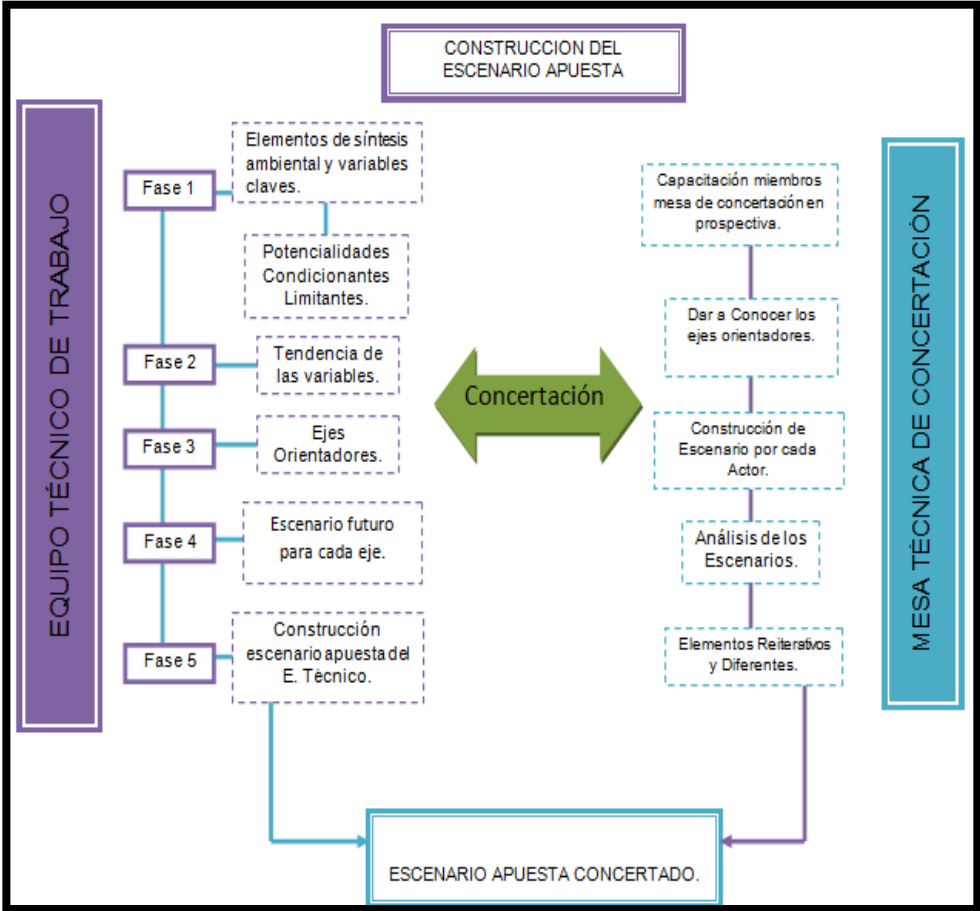 CONSTRUCCION DEL
ESCENARIO APUESTA
EQUIPO TÉCNICO DE TRABAJO
Fase 1
Elementos de síntesis
ambiental y variables
claves.
Potencialidades
Condicionantes
Limitantes.
Fase 2
Tendencia de
las variables.
Fase 3
Ejes
Orientadores.
Fase 4
Escenario futuro
para cada eje.
Fase 5
Construcción
escenario apuesta del
E. Técnico.
Concertación
Capacitación miembros
mesa de concertación en
prospectiva.
Dar a Conocer los
ejes orientadores.
Construcción de
Escenario por cada
Actor.
Análisis de los
Escenarios.
Elementos Reiterativos
y Diferentes.
MESA TÉCNICA DE CONCERTACIÓN
ESCENARIO APUESTA CONCERTADO.